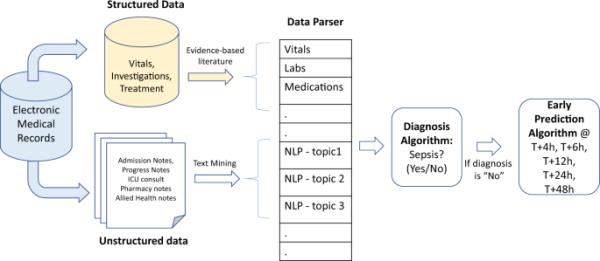 Structured Data
Vitals,
Investigations,
Treatment
Evidence-based
literature
Electronic
Medical
Records
Admission Notes,
Progress Notes
ICU consult
Pharmacy notes
Allied Health notes
Unstructured data
Text Mining
Data Parser
Vitals
Labs
Medications
.
.
NLP - topic1
NLP - topic 2
NLP - topic 3
.
.
Diagnosis
Algorithm:
Sepsis?
(Yes/No)
If diagnosis
is “No”
Early
Prediction
Algorithm @
T+4h, T+6h,
T+12h,
T+24h,
T+48h